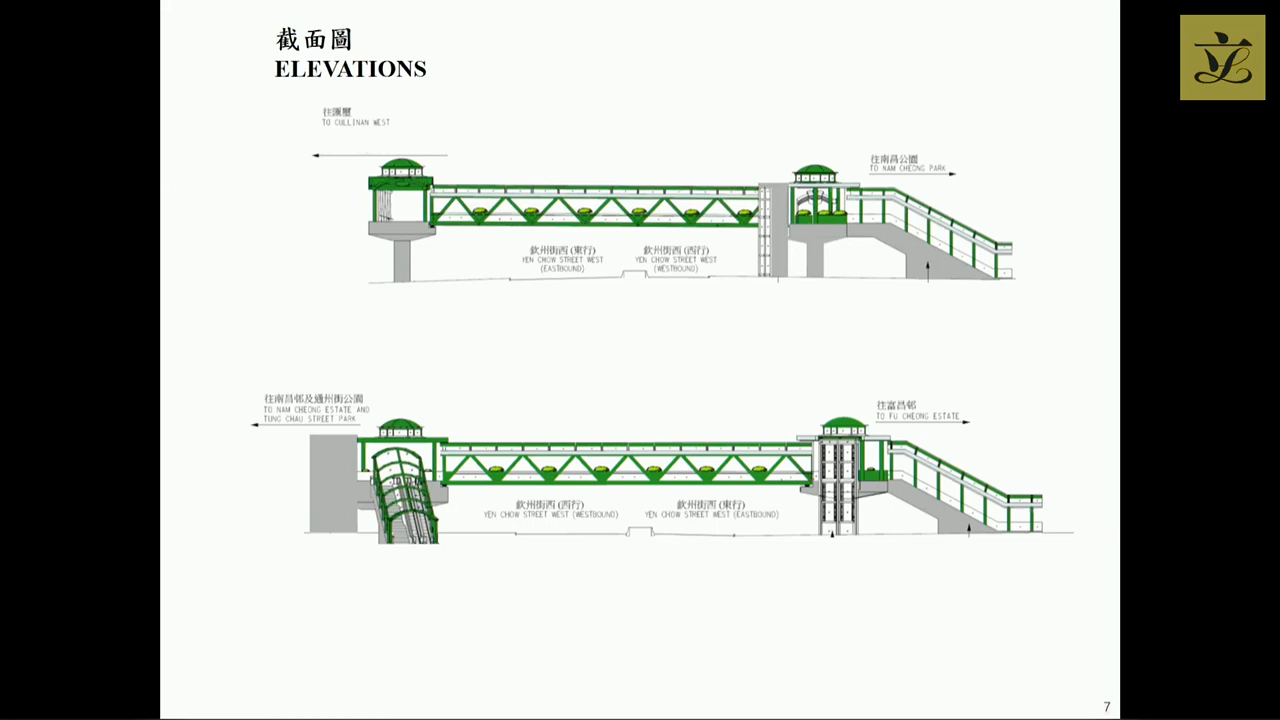 截面圖
ELEVATIONS
往匯璽
TO CULLINAN WEST
往南昌公園
TO NAM CHEONG PARK
欽州街西 (東行)
YEN CHOW STREET WEST
(EASTBOUND)
欽州街西 (西行)
YEN CHOW STREET WEST
(WESTBOUND)
往南昌邨及通州街公園
TO NAM CHEONG ESTATE AND
TUNG CHAU STREET PARK
往富昌邨
TO FU CHEONG ESTATE
欽州街西 (西行)
YEN CHOW STREET WEST (WESTBOUND)
欽州街西 (東行)
YEN CHOW STREET WEST (EASTBOUND)
7